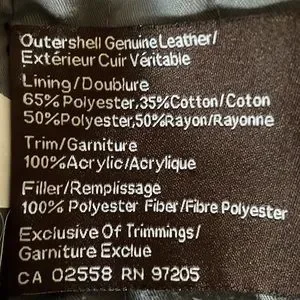 Outershell Genuine Leather/
Extérieur Cuir Véritable
Lining/Doublure
65% Polyester,35%Cotton/Coton
50%Polyester,50%Rayon/Rayonne
Trim/Garniture
100%Acrylic/Acrylique
Filler/Remplissage
100% Polyester Fiber/Fibre Polyester
Exclusive Of Trimmings/
Garniture Exclue
CA 02558 RN 97205